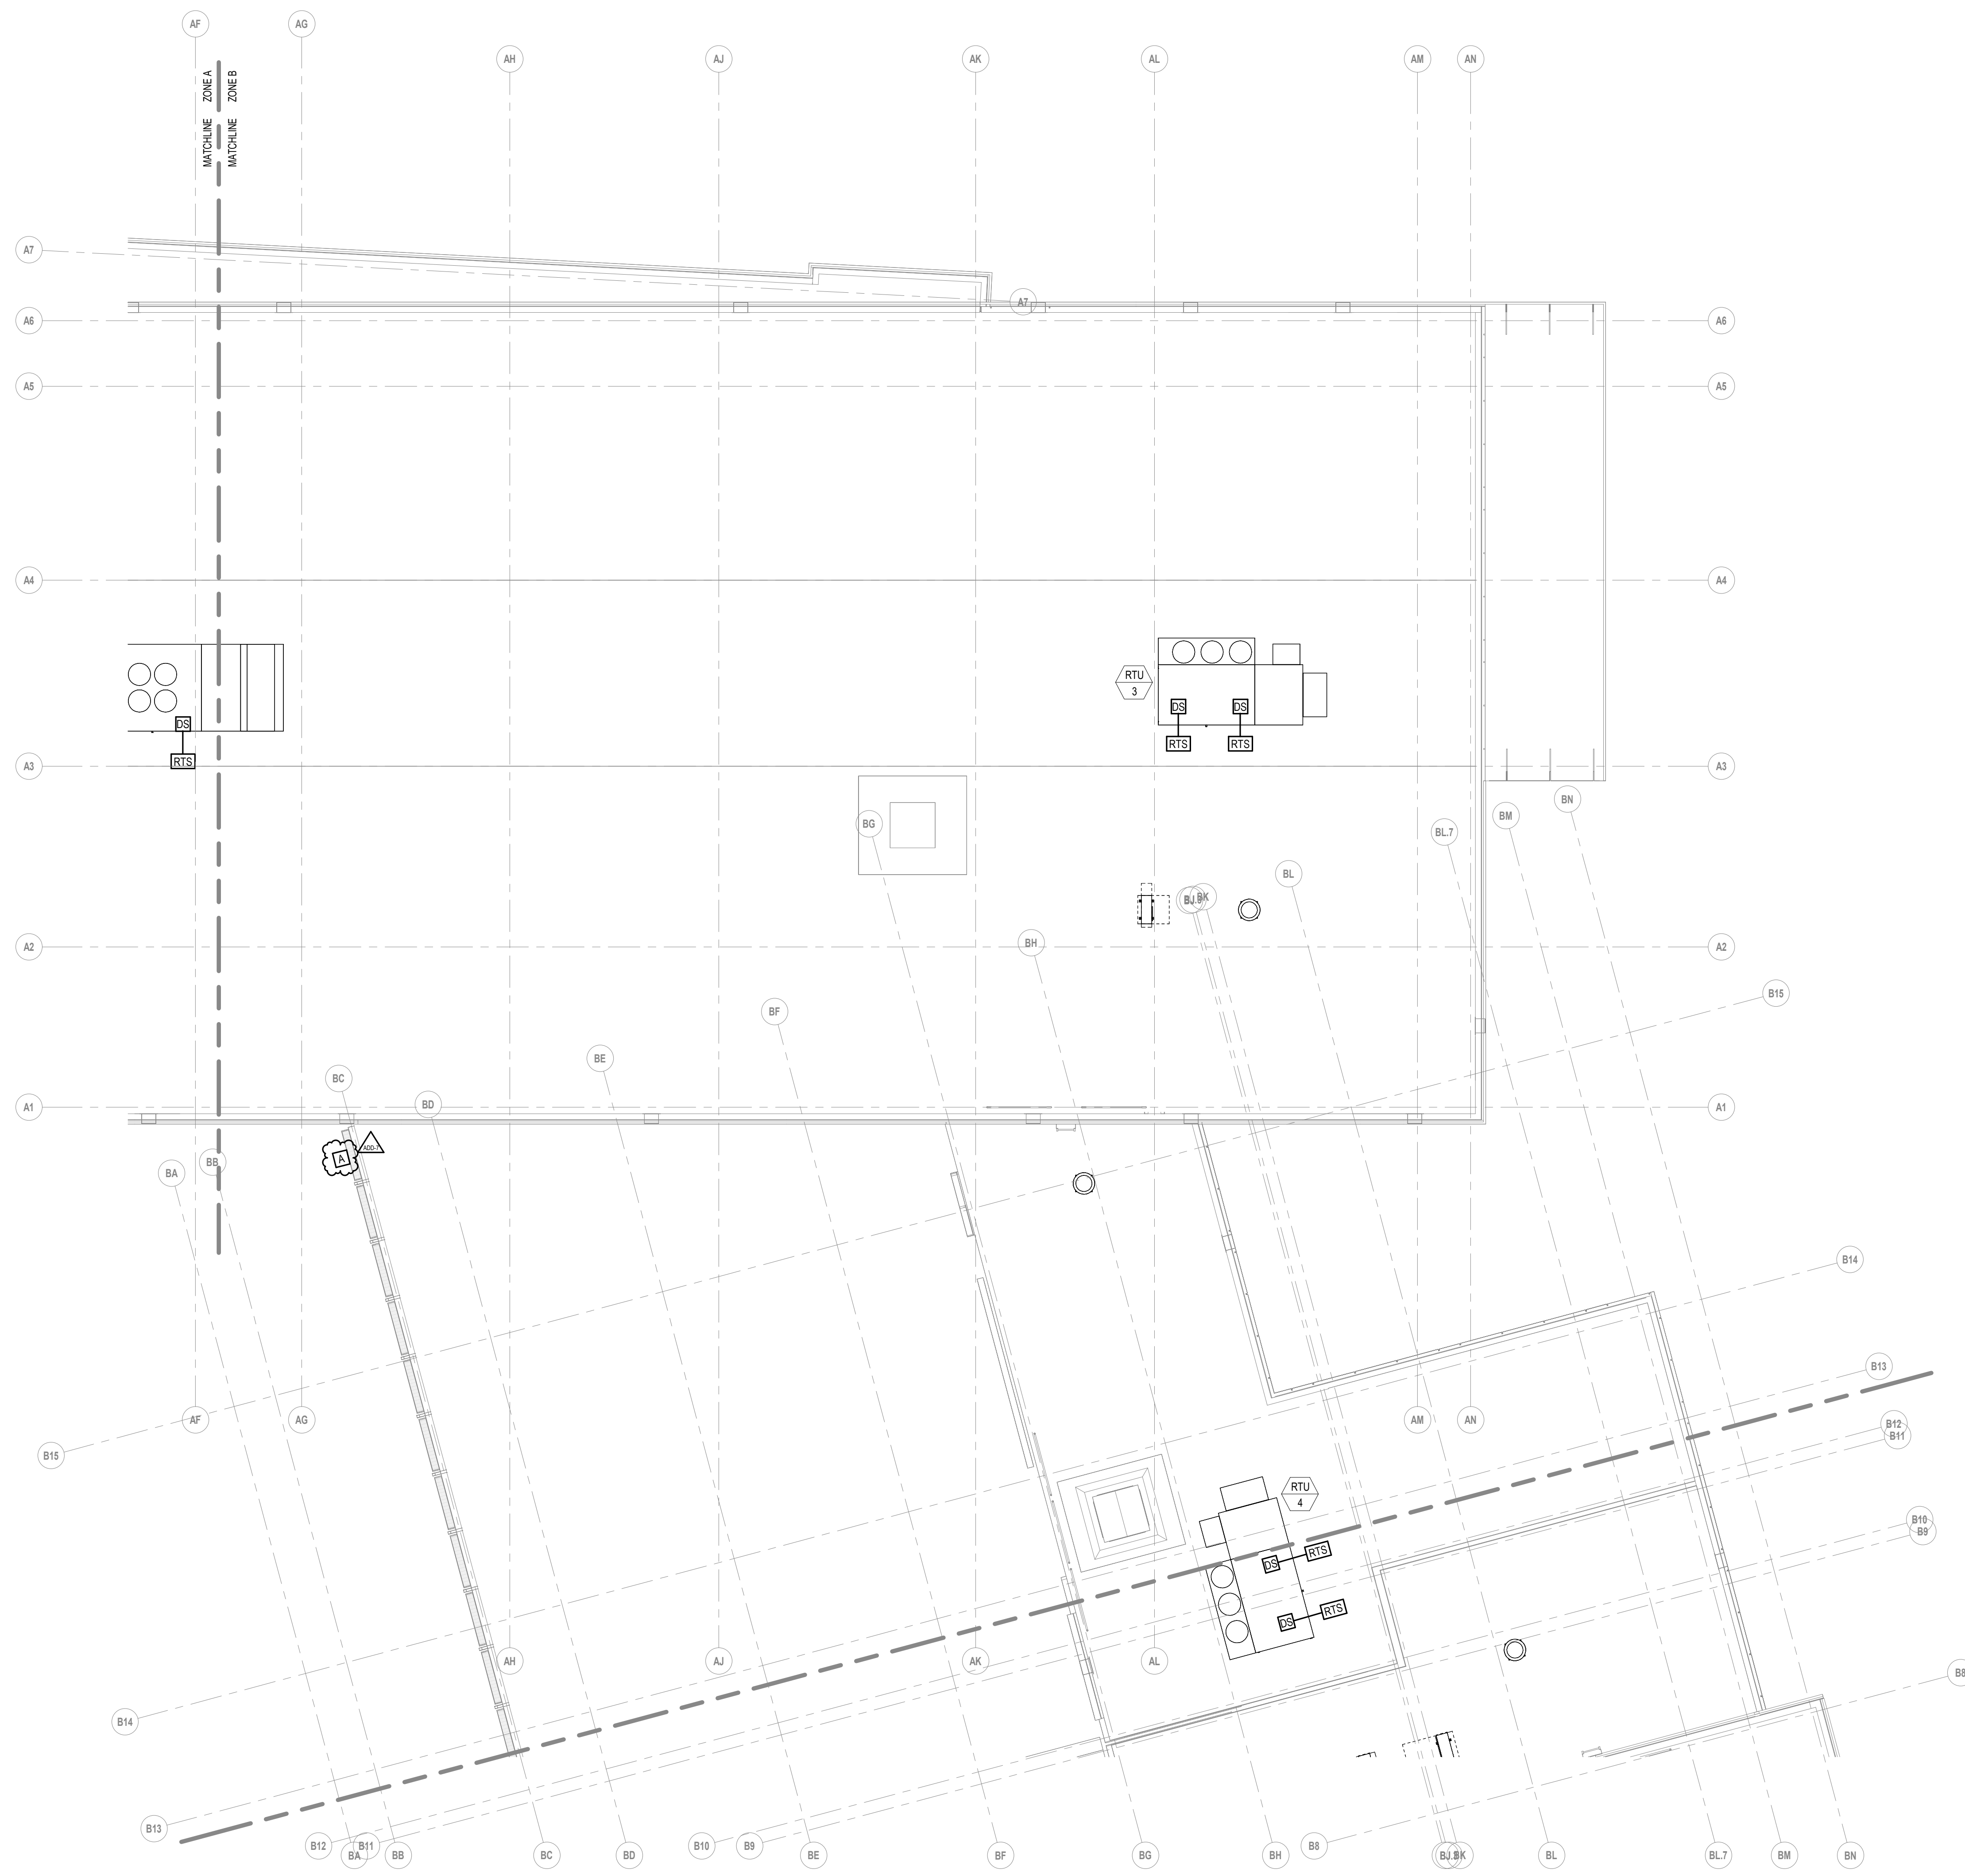 AF
AG
AH
AJ
AK
AL
AM
AN
MATCHLINE ZONE A
MATCHLINE ZONE B
A7
A7
A6
A6
A5
A5
A4
A4
RTU
3
DS
DS
DS
RTS
RTS
RTS
A3
A3
BG
BL.7
BM
BN
BL
BK
BH
A2
A2
B15
BF
BE
BC
BD
A1
A1
A
ADD-7
BA
BB
B14
B13
AF
AG
AM
AN
B12
B11
B15
RTU
4
B10
B9
DS
RTS
DS
RTS
AH
AJ
AK
AL
B8
B14
B13
B12
B11
B10
B9
B8
BA
BB
BC
BD
BE
BF
BG
BH
BK
BL
BL.7
BM
BN